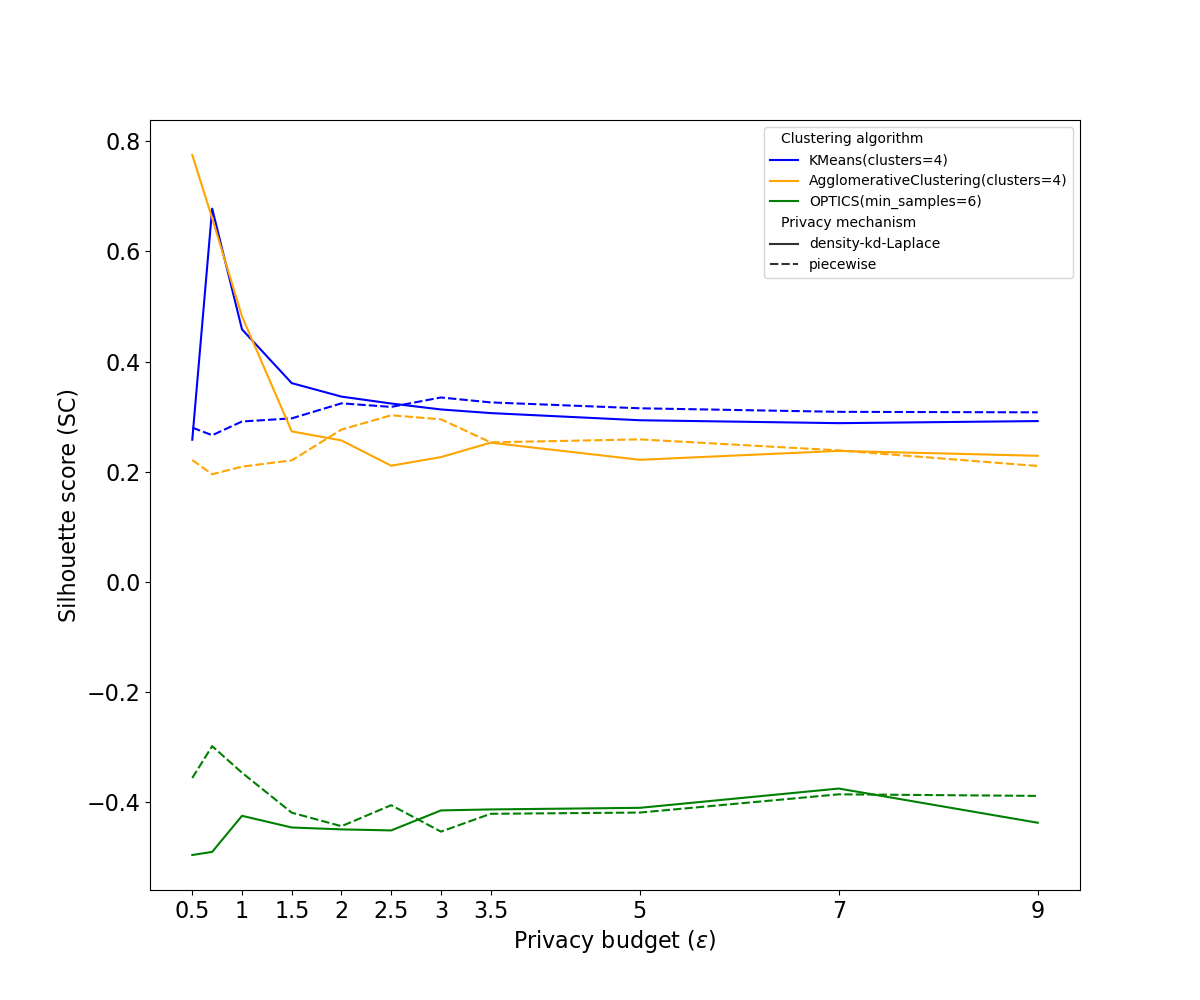 Clustering algorithm
KMeans(clusters=4)
AgglomerativeClustering(clusters=4)
OPTICS(min_samples=6)
Privacy mechanism
density-kd-Laplace
piecewise
Silhouette score (SC)
0.8
0.6
0.4
0.2
0.0
−0.2
−0.4
0.5 1 1.5 2 2.5 3 3.5 5 7 9
Privacy budget (ε)